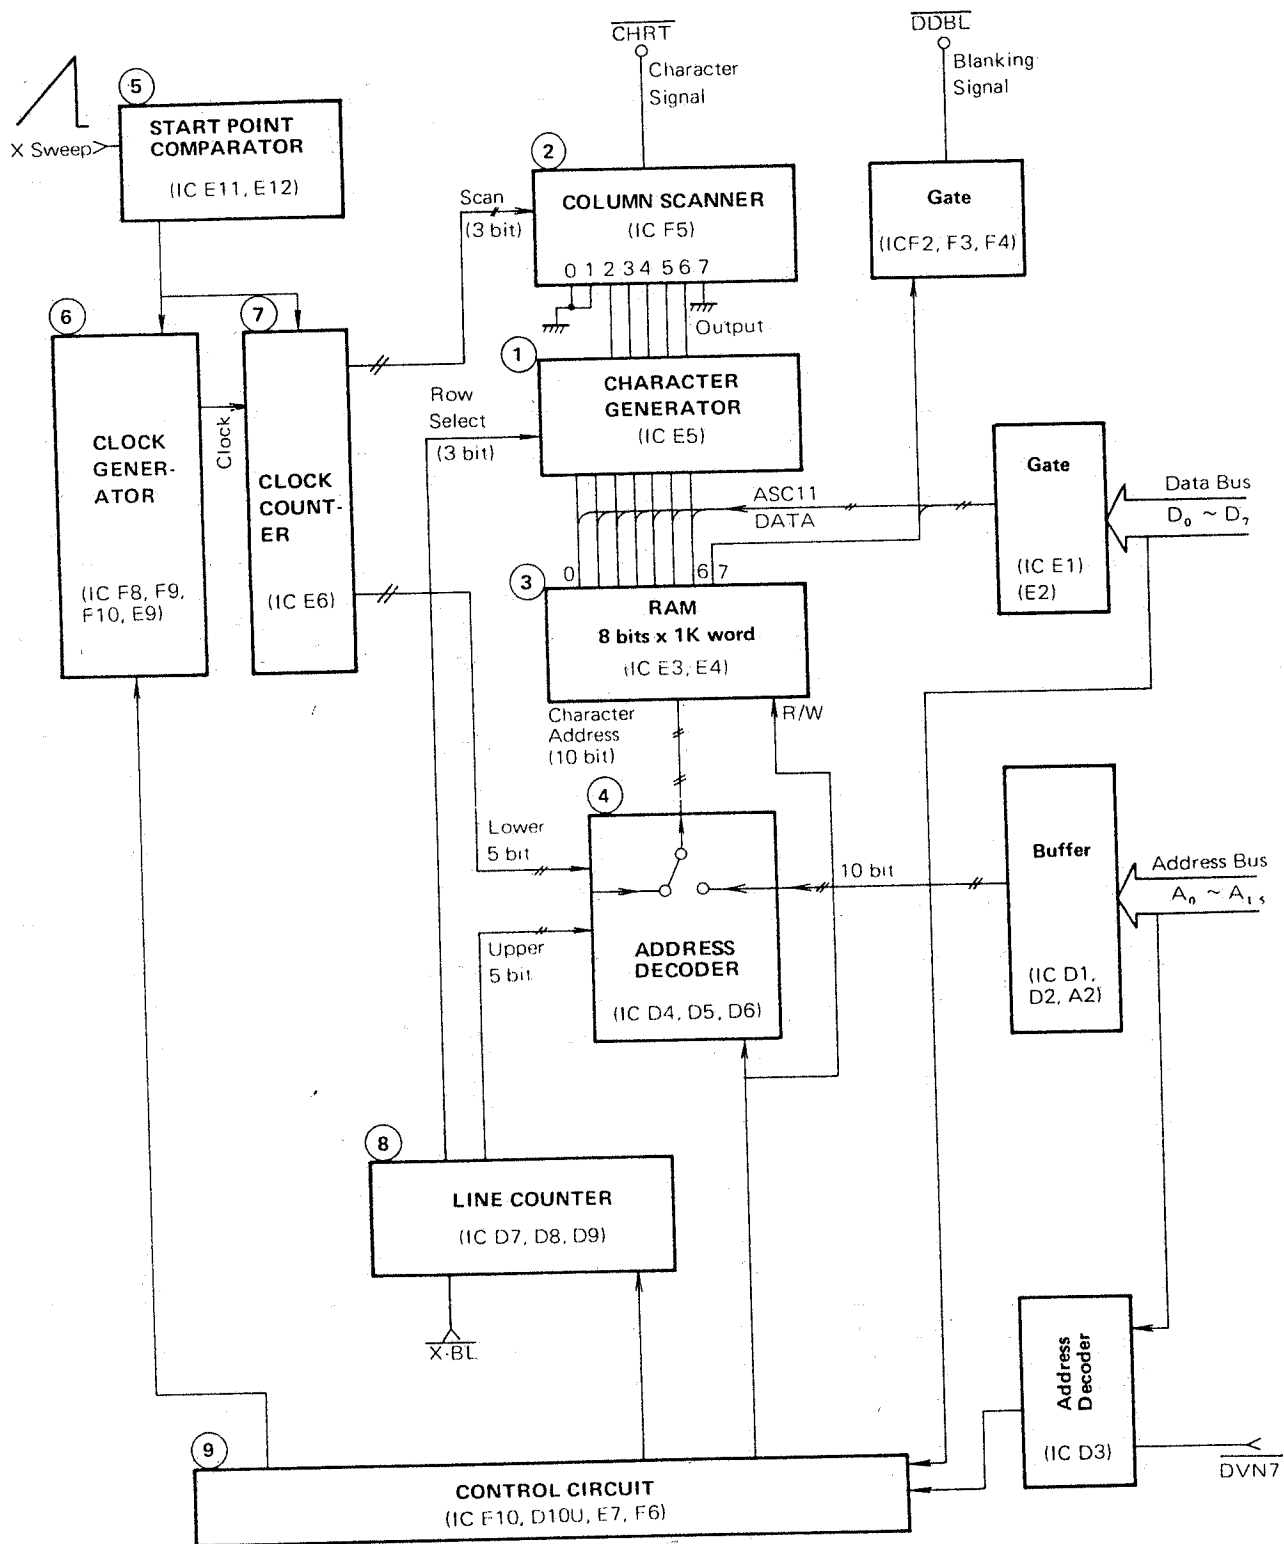 CHRT
Character
Signal
DDBL
Blanking
Signal
X Sweep
5
START POINT
COMPARATOR
(IC E11, E12)
2
COLUMN SCANNER
(IC F5)
0 1 2 3 4 5 6 7
Scan
(3 bit)
Gate
(ICF2, F3, F4)
Output
6
CLOCK
GENER-
ATOR
(IC F8, F9,
F10, E9)
Clock
7
CLOCK
COUNT-
ER
(IC E6)
1
CHARACTER
GENERATOR
(IC E5)
Row
Select
(3 bit)
ASC11
DATA
Gate
(IC E1)
(E2)
Data Bus
D₀ ~ D₇
0 6 7
3
RAM
8 bits x 1K word
(IC E3, E4)
Character
Address
(10 bit)
R/W
4
Lower
5 bit
Upper
5 bit
ADDRESS
DECODER
(IC D4, D5, D6)
10 bit
Buffer
(IC D1,
D2, A2)
Address Bus
A₀ ~ A₁₅
8
LINE COUNTER
(IC D7, D8, D9)
X·BL
Address
Decoder
(IC D3)
DVN7
9
CONTROL CIRCUIT
(IC F10, D10U, E7, F6)